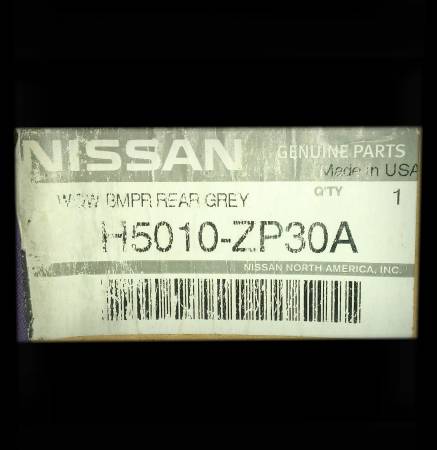 NISSAN GENUINE PARTS
Made in USA
BMPR REAR GREY Q'TY 1
H5010-ZP30A
NISSAN NORTH AMERICA, INC.